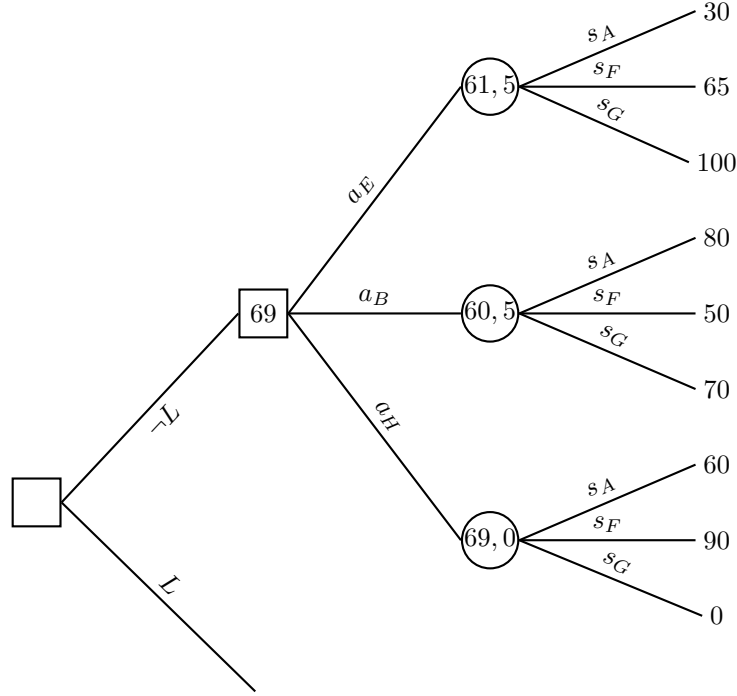 s_A 30
61, 5 s_F 65
s_G 100
a_E
s_A 80
69 a_B 60, 5 s_F 50
s_G 70
¬L
a_H
s_A 60
69, 0 s_F 90
s_G 0
L